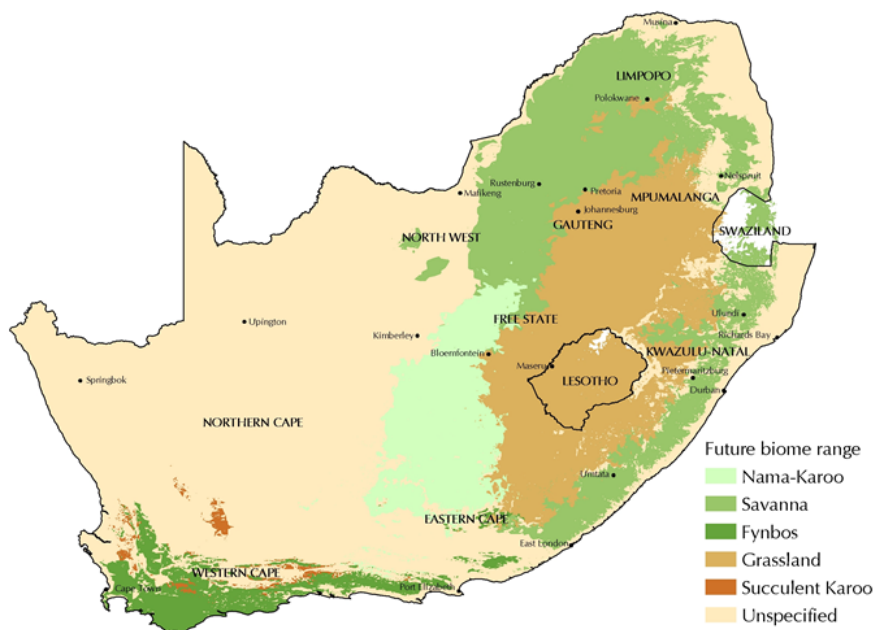 Musina
LIMPOPO
Polokwane
Nelspruit
Rustenburg
Pretoria
Mafikeng
MPUMALANGA
Johannesburg
GAUTENG
SWAZILAND
NORTH WEST
Ulundi
Upington
FREE STATE
Kimberley
Richards Bay
Bloemfontein
KWAZULU-NATAL
Maseru
Pietermaritzburg
Springbok
LESOTHO
Durban
NORTHERN CAPE
Future biome range
Nama-Karoo
Umtata
Savanna
EASTERN CAPE
Fynbos
East London
Grassland
WESTERN CAPE
Cape Town
Port Elizabeth
Succulent Karoo
Unspecified